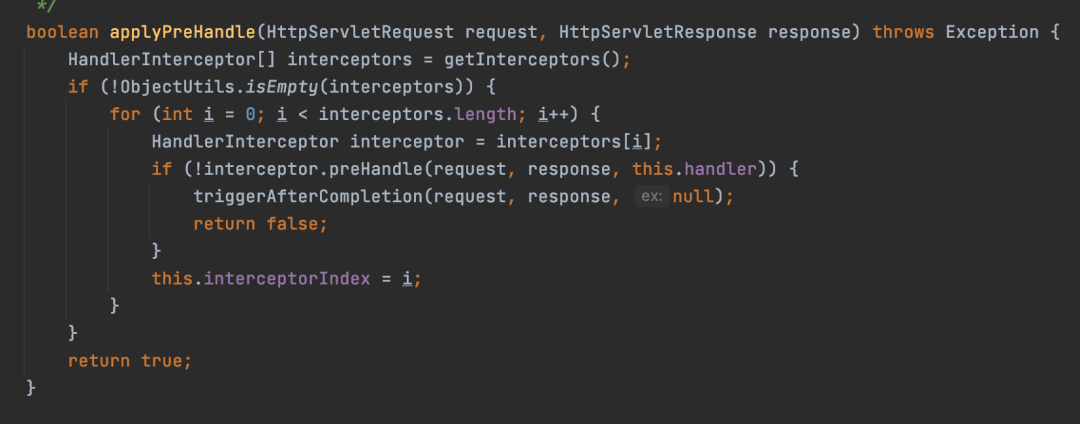 */
boolean applyPreHandle(HttpServletRequest request, HttpServletResponse response) throws Exception {
    HandlerInterceptor[] interceptors = getInterceptors();
    if (!ObjectUtils.isEmpty(interceptors)) {
        for (int i = 0; i < interceptors.length; i++) {
            HandlerInterceptor interceptor = interceptors[i];
            if (!interceptor.preHandle(request, response, this.handler)) {
                triggerAfterCompletion(request, response, ex: null);
                return false;
            }
            this.interceptorIndex = i;
        }
    }
    return true;
}